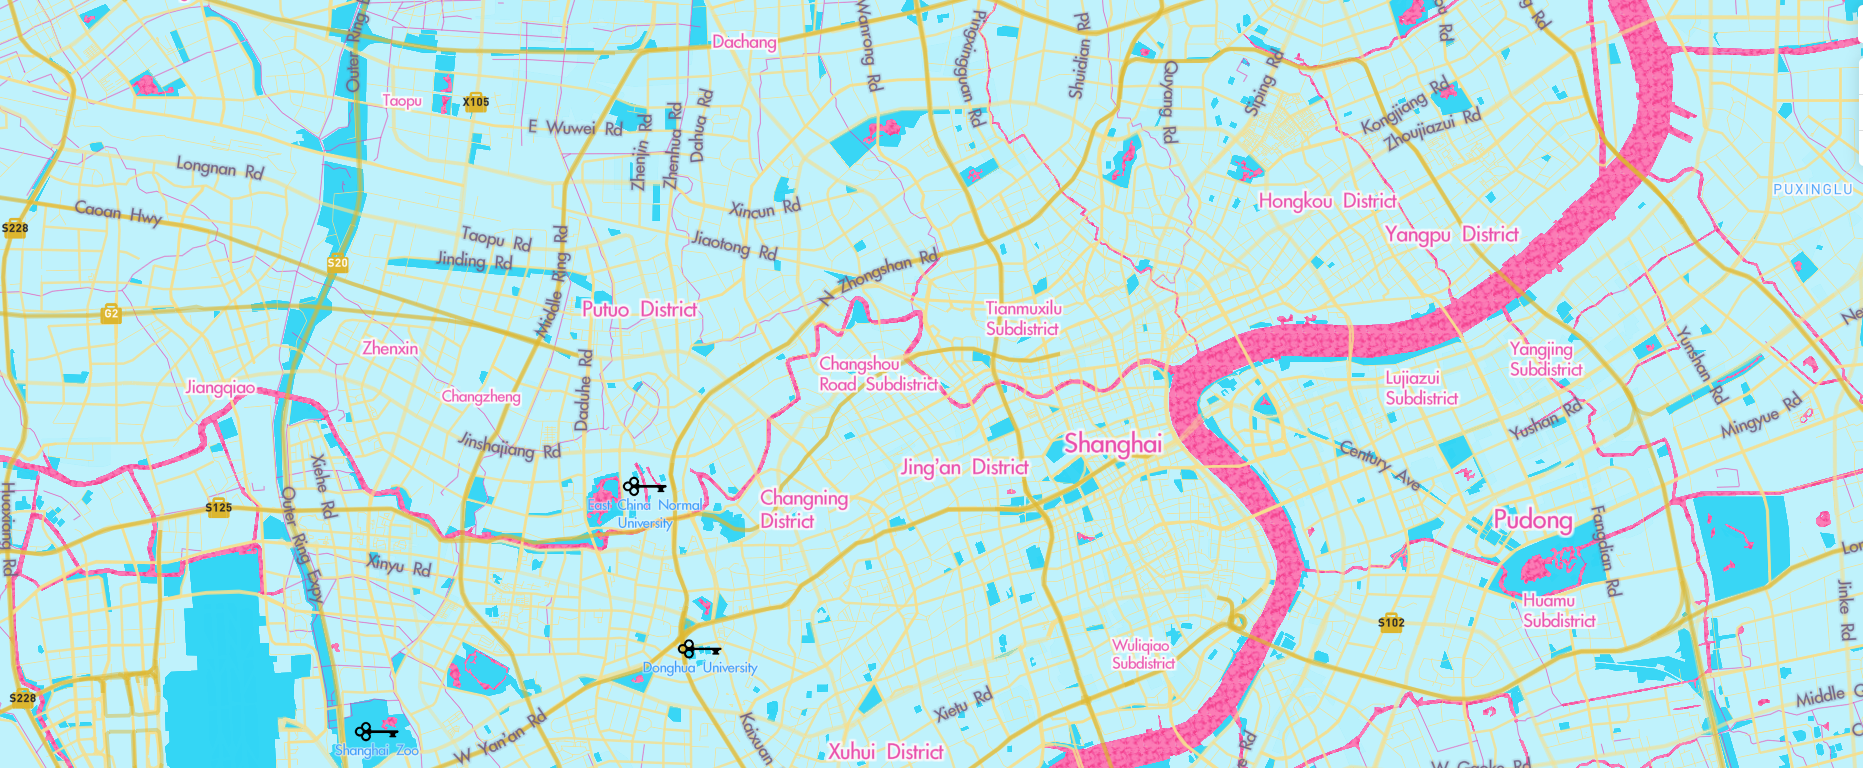 Outer Ring E
Wanrong Rd
Pingxingguan Rd
Shuidian Rd
Dachang
Taopu
X105
Quyang Rd
Siping Rd
Kongjiang Rd
Zhoujiazui Rd
E Wuwei Rd
Zhenjin Rd
Zhenhua Rd
Dahua Rd
Longnan Rd
PUXINGLU
Caoan Hwy
Xincun Rd
Hongkou District
S228
Taopu Rd
Jiaotong Rd
Yangpu District
Jinding Rd
S20
N Zhongshan Rd
Middle Ring Rd
G2
Putuo District
Tianmuxilu
Subdistrict
Zhenxin
Changshou
Road Subdistrict
Yangjing
Subdistrict
Yunshan Rd
Jiangqiao
Changzheng
Daduhe Rd
Lujiazui
Subdistrict
Yushan Rd
Mingyue Rd
Jinshajiang Rd
Shanghai
Century Ave
Jing'an District
Xiehe Rd
Huaxiang Rd
Outer Ring Expy
S125
East China Normal
University
Changning
District
Pudong
Fangdian Rd
Xinyu Rd
Huamu
Subdistrict
Jinke Rd
S102
Donghua University
Wuliqiao
Subdistrict
S228
Shanghai Zoo
W Yan'an Rd
Kaixuan
Xietu Rd
Xuhui District
Middle
W Gaoke Rd